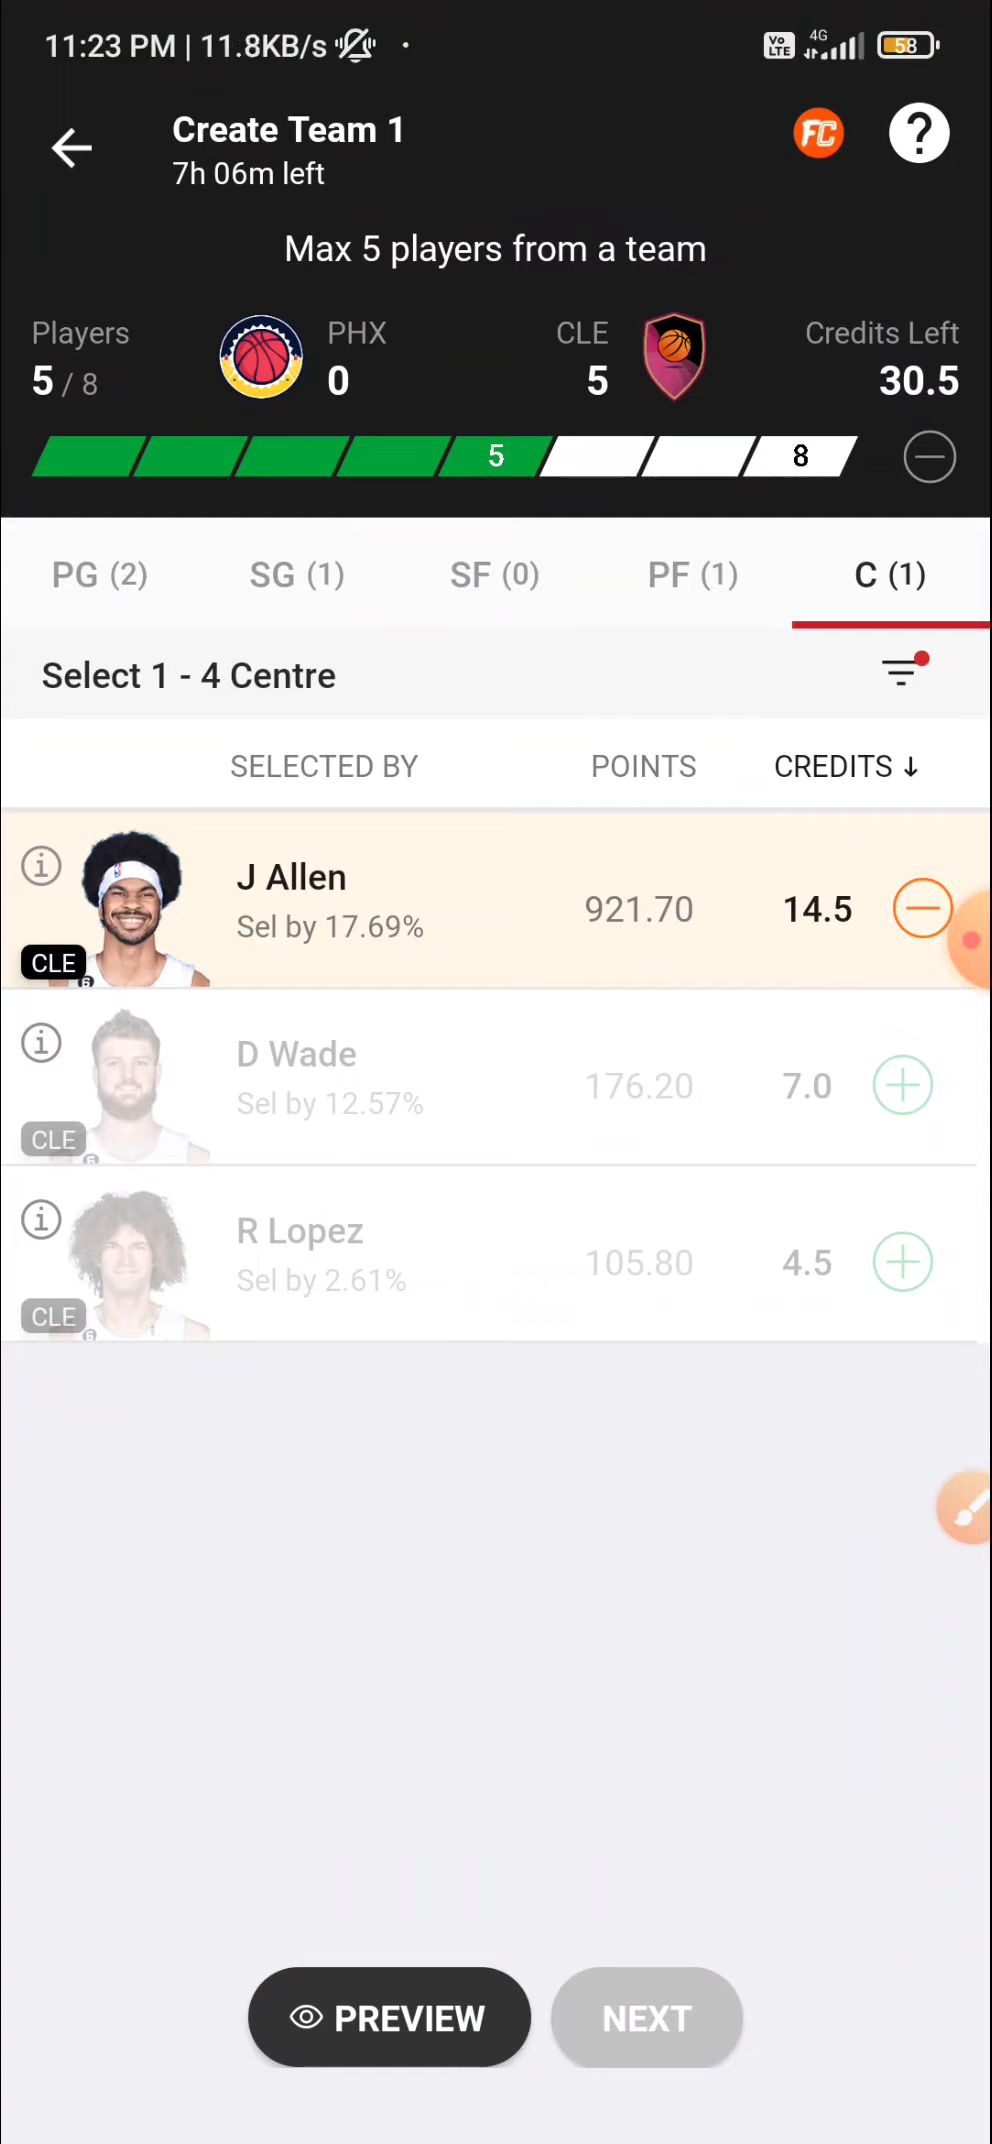 11:23 PM | 11.8KB/s
Vo LTE 4G 58
Create Team 1
FC ?
7h 06m left
Max 5 players from a team
Players PHX CLE Credits Left
5 / 8 0 5 30.5
5 8
PG (2) SG (1) SF (0) PF (1) C (1)
Select 1 - 4 Centre
SELECTED BY POINTS CREDITS ↓
J Allen
Sel by 17.69% 921.70 14.5
CLE
D Wade
Sel by 12.57% 176.20 7.0
CLE
R Lopez
Sel by 2.61% 105.80 4.5
CLE
PREVIEW NEXT